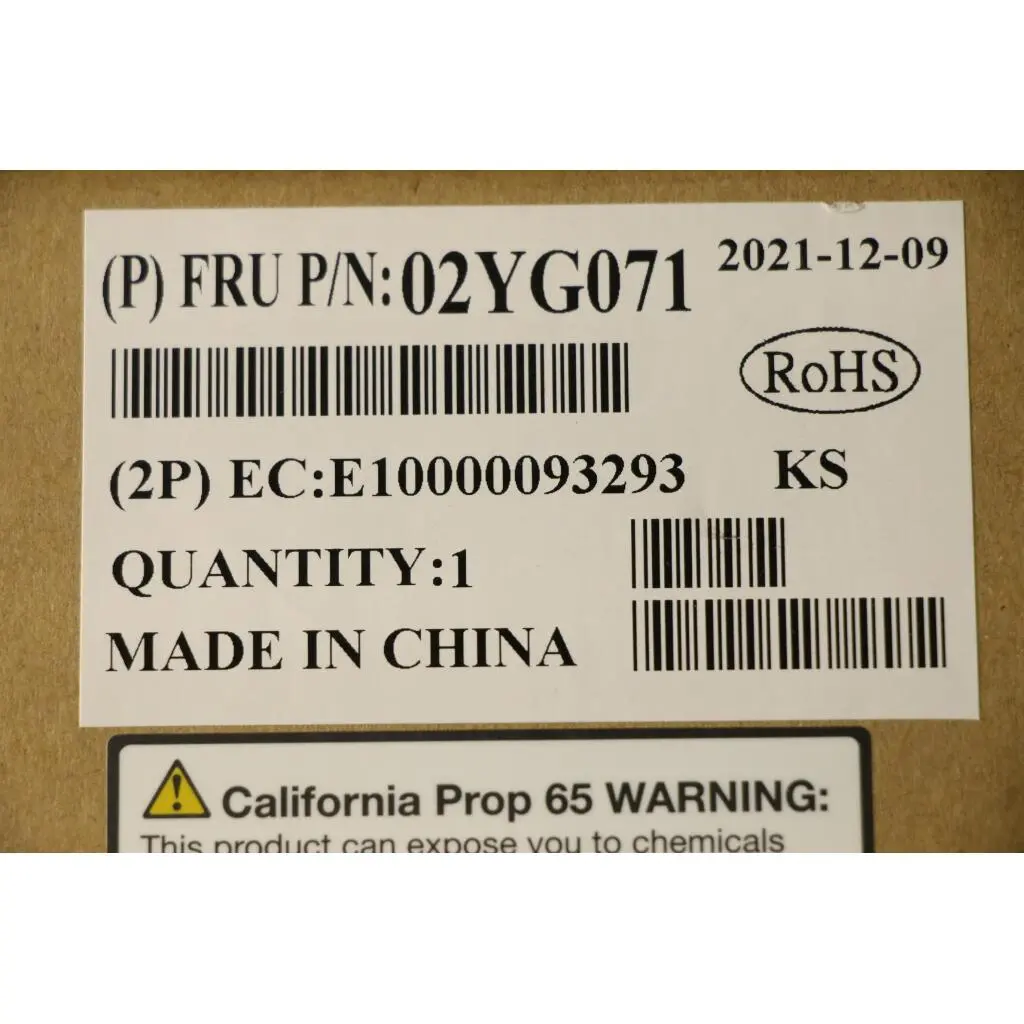 (P) FRU P/N:02YG071
2021-12-09
RoHS
(2P) EC:E10000093293
KS
QUANTITY:1
MADE IN CHINA
California Prop 65 WARNING:
This product can expose you to chemicals